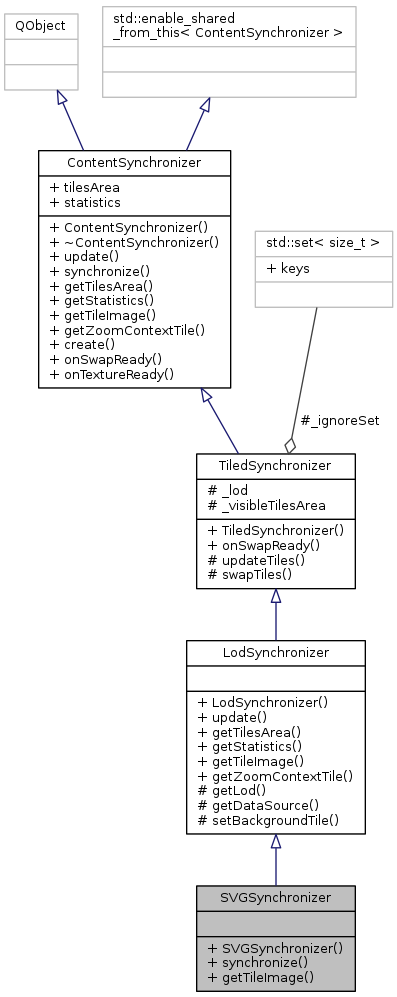 QObject
std::enable_shared
_from_this< ContentSynchronizer >
ContentSynchronizer
+ tilesArea
+ statistics
+ ContentSynchronizer()
+ ~ContentSynchronizer()
+ update()
+ synchronize()
+ getTilesArea()
+ getStatistics()
+ getTileImage()
+ getZoomContextTile()
+ create()
+ onSwapReady()
+ onTextureReady()
std::set< size_t >
+ keys
#_ignoreSet
TiledSynchronizer
# _lod
# _visibleTilesArea
+ TiledSynchronizer()
+ onSwapReady()
# updateTiles()
# swapTiles()
LodSynchronizer
+ LodSynchronizer()
+ update()
+ getTilesArea()
+ getStatistics()
+ getTileImage()
+ getZoomContextTile()
# getLod()
# getDataSource()
# setBackgroundTile()
SVGSynchronizer
+ SVGSynchronizer()
+ synchronize()
+ getTileImage()